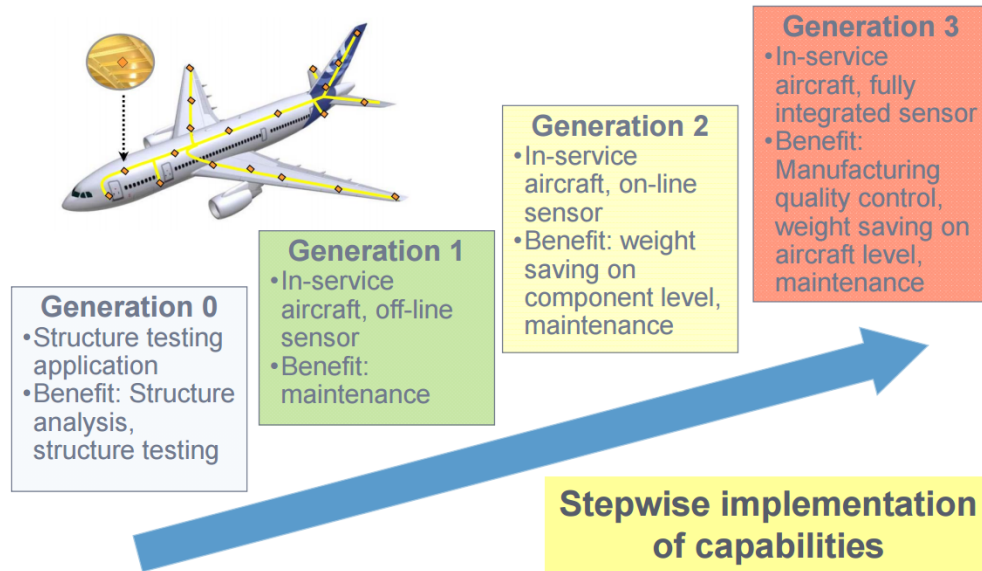 Generation 0
•Structure testing
application
•Benefit: Structure
analysis,
structure testing
Generation 1
•In-service
aircraft, off-line
sensor
•Benefit:
maintenance
Generation 2
•In-service
aircraft, on-line
sensor
•Benefit: weight
saving on
component level,
maintenance
Generation 3
•In-service
aircraft, fully
integrated sensor
•Benefit:
Manufacturing
quality control,
weight saving on
aircraft level,
maintenance
Stepwise implementation
of capabilities